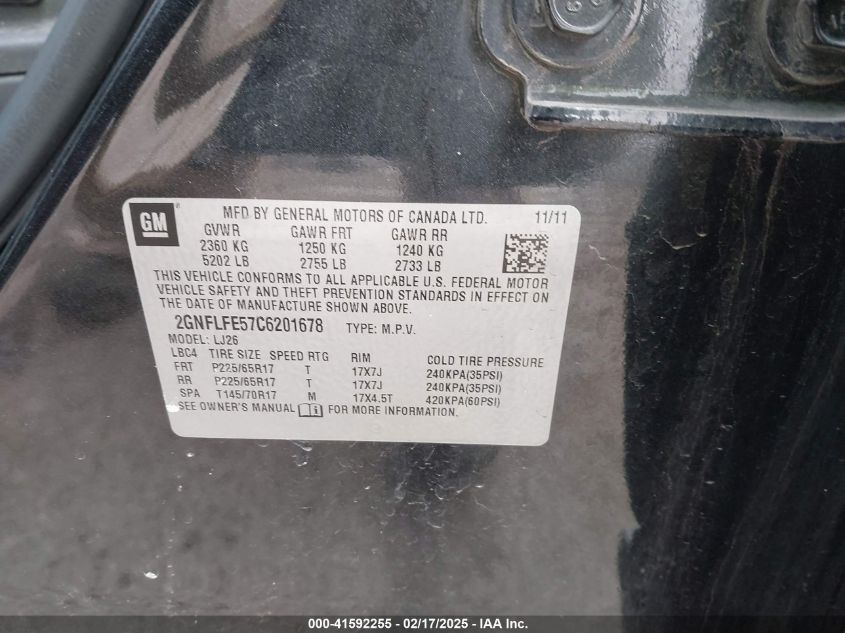 GM
MFD BY GENERAL MOTORS OF CANADA LTD. 11/11
GVWR GAWR FRT GAWR RR
2360 KG 1250 KG 1240 KG
5202 LB 2755 LB 2733 LB
THIS VEHICLE CONFORMS TO ALL APPLICABLE U.S. FEDERAL MOTOR
VEHICLE SAFETY AND THEFT PREVENTION STANDARDS IN EFFECT ON
THE DATE OF MANUFACTURE SHOWN ABOVE.
2GNFLFE57C6201678 TYPE: M.P.V.
MODEL: LJ26
LBC4 TIRE SIZE SPEED RTG RIM COLD TIRE PRESSURE
FRT P225/65R17 T 17X7J 240KPA(35PSI)
RR P225/65R17 T 17X7J 240KPA(35PSI)
SPA T145/70R17 M 17X4.5T 420KPA(60PSI)
SEE OWNER'S MANUAL FOR MORE INFORMATION.
000-41592255 - 02/17/2025 - IAA Inc.